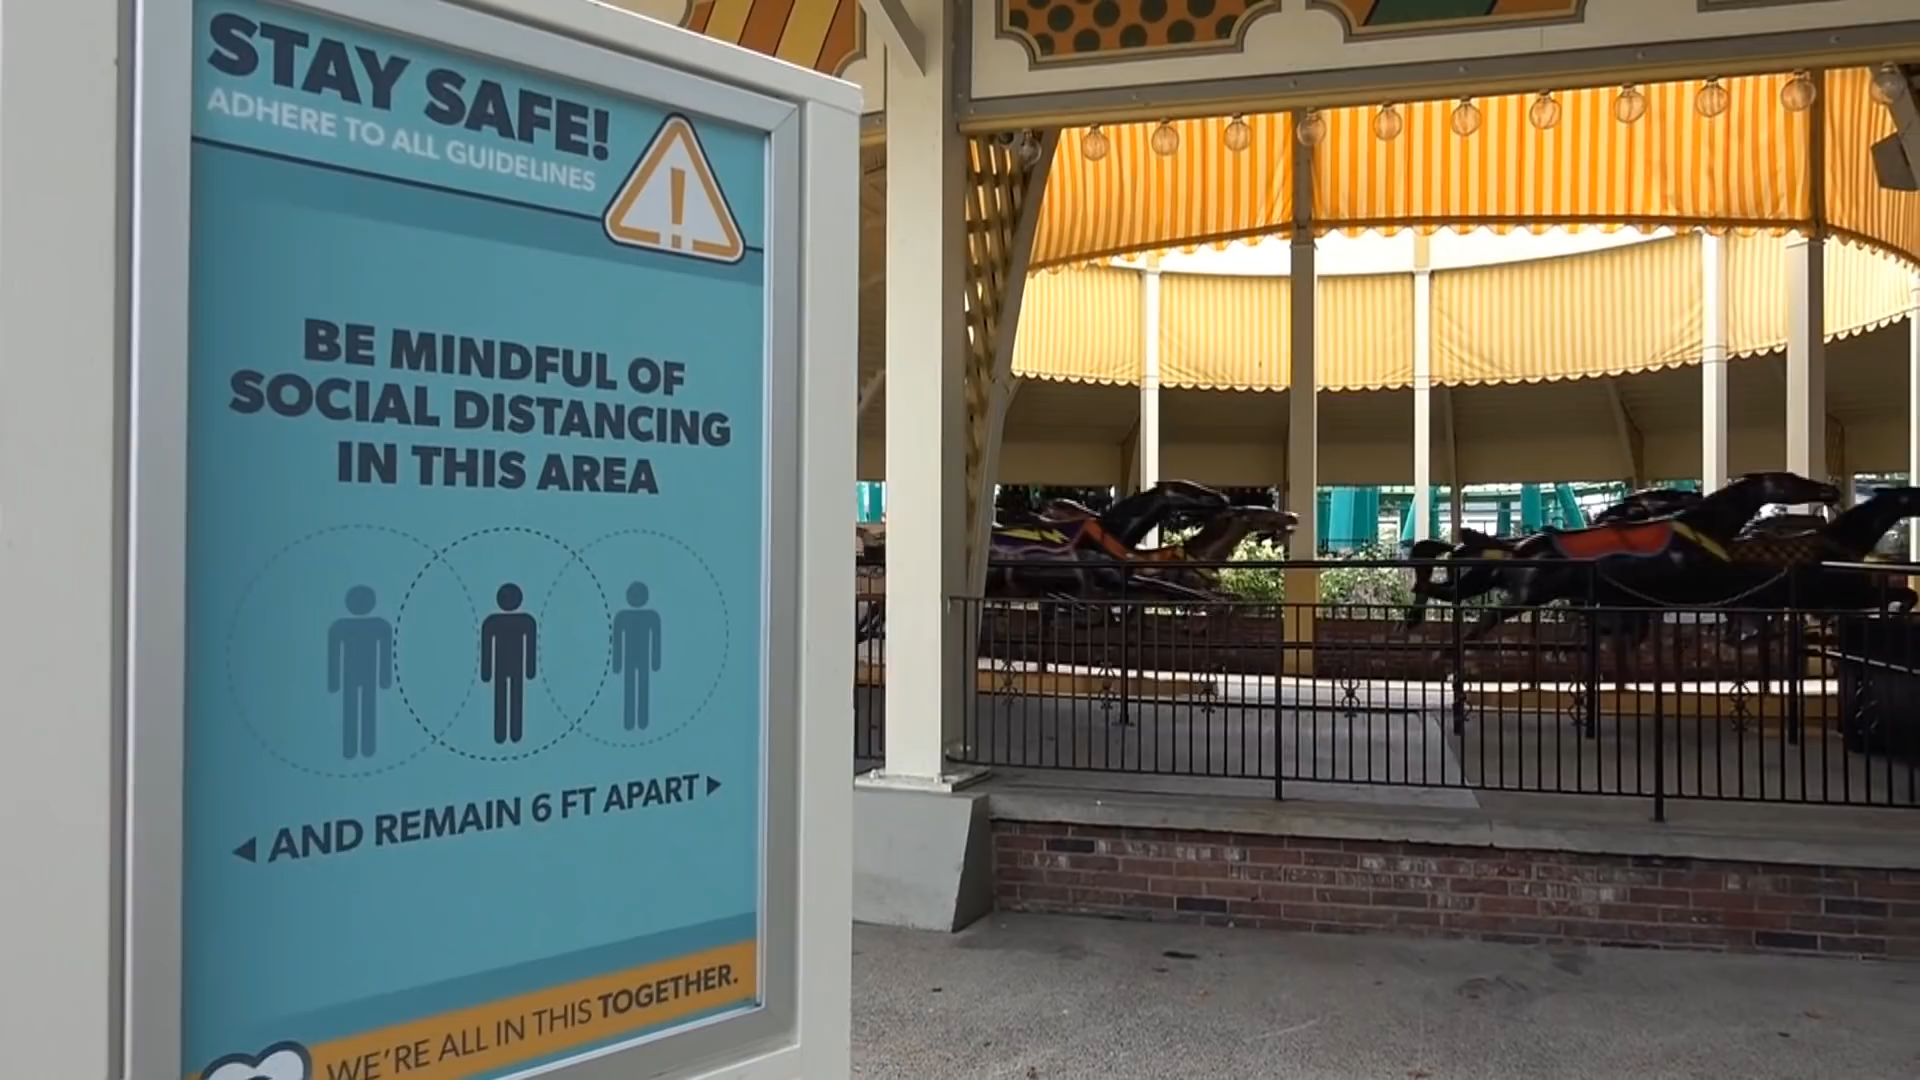 STAY SAFE!
ADHERE TO ALL GUIDELINES
BE MINDFUL OF
SOCIAL DISTANCING
IN THIS AREA
AND REMAIN 6 FT APART
WE'RE ALL IN THIS TOGETHER.